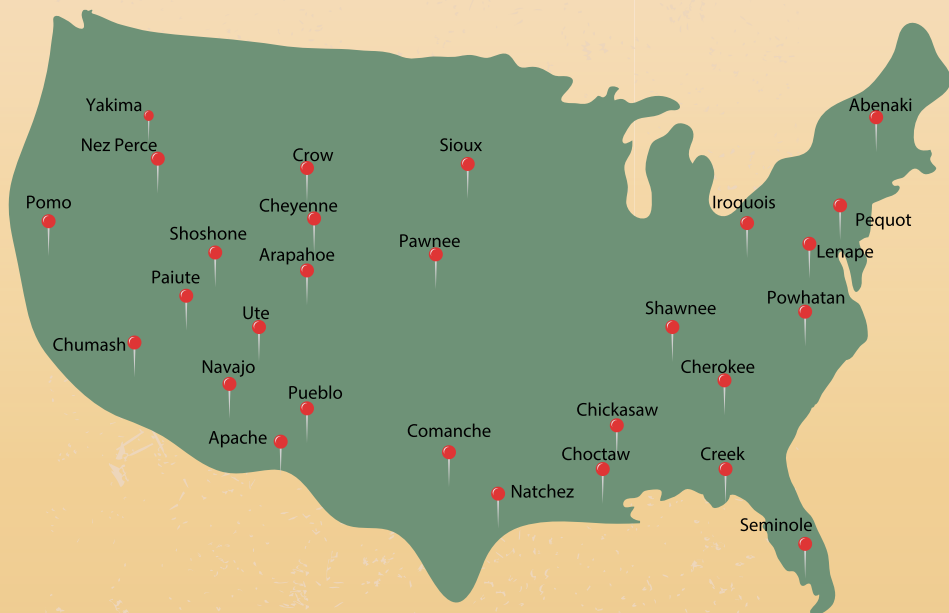 Yakima
Abenaki
Nez Perce
Crow
Sioux
Pomo
Cheyenne
Iroquois
Pequot
Shoshone
Arapahoe
Pawnee
Lenape
Paiute
Ute
Shawnee
Powhatan
Chumash
Navajo
Cherokee
Pueblo
Chickasaw
Apache
Comanche
Choctaw
Creek
Natchez
Seminole